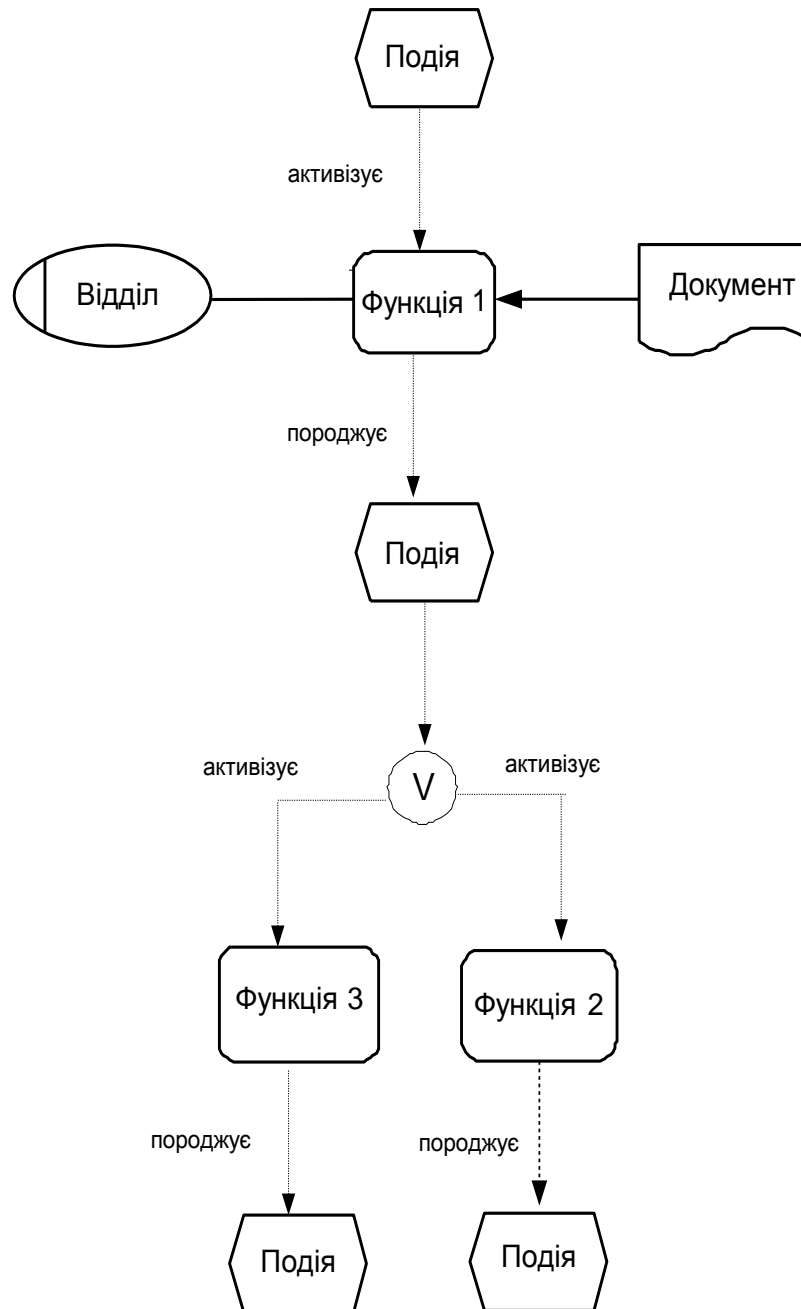 Подія
активізує
Відділ
Функція 1
Документ
породжує
Подія
активізує
активізує
V
Функція 3
Функція 2
породжує
породжує
Подія
Подія